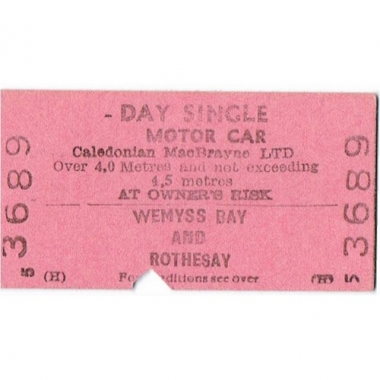 - DAY SINGLE
MOTOR CAR
Caledonian MacBrayne LTD
Over 4,0 Metres and not exceeding
4,5 metres
AT OWNER'S RISK
WEMYSS BAY
AND
ROTHESAY
(H) For conditions see over (H)
3689
5
3689
5